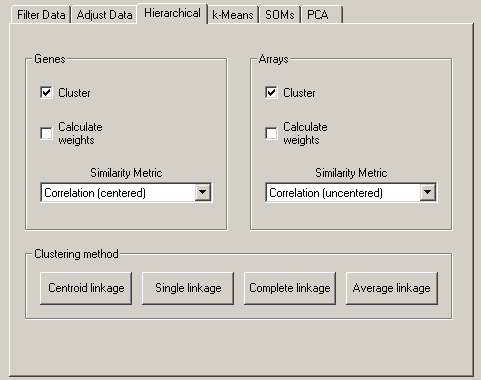 Filter Data Adjust Data Hierarchical k-Means SOMs PCA
Genes Arrays
Cluster Cluster
Calculate weights Calculate weights
Similarity Metric Similarity Metric
Correlation (centered) Correlation (uncentered)
Clustering method
Centroid linkage Single linkage Complete linkage Average linkage